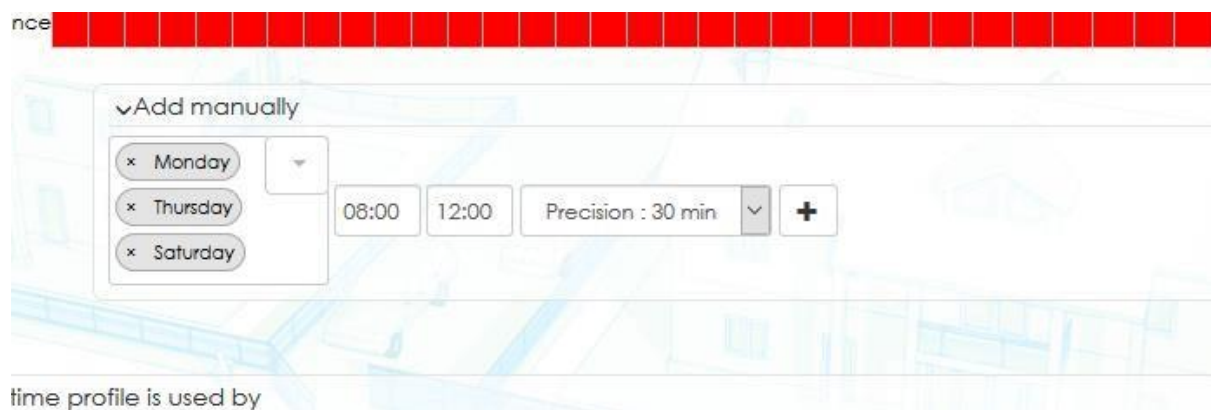 nce
Add manually
× Monday
× Thursday
× Saturday
08:00 12:00 Precision : 30 min +
time profile is used by